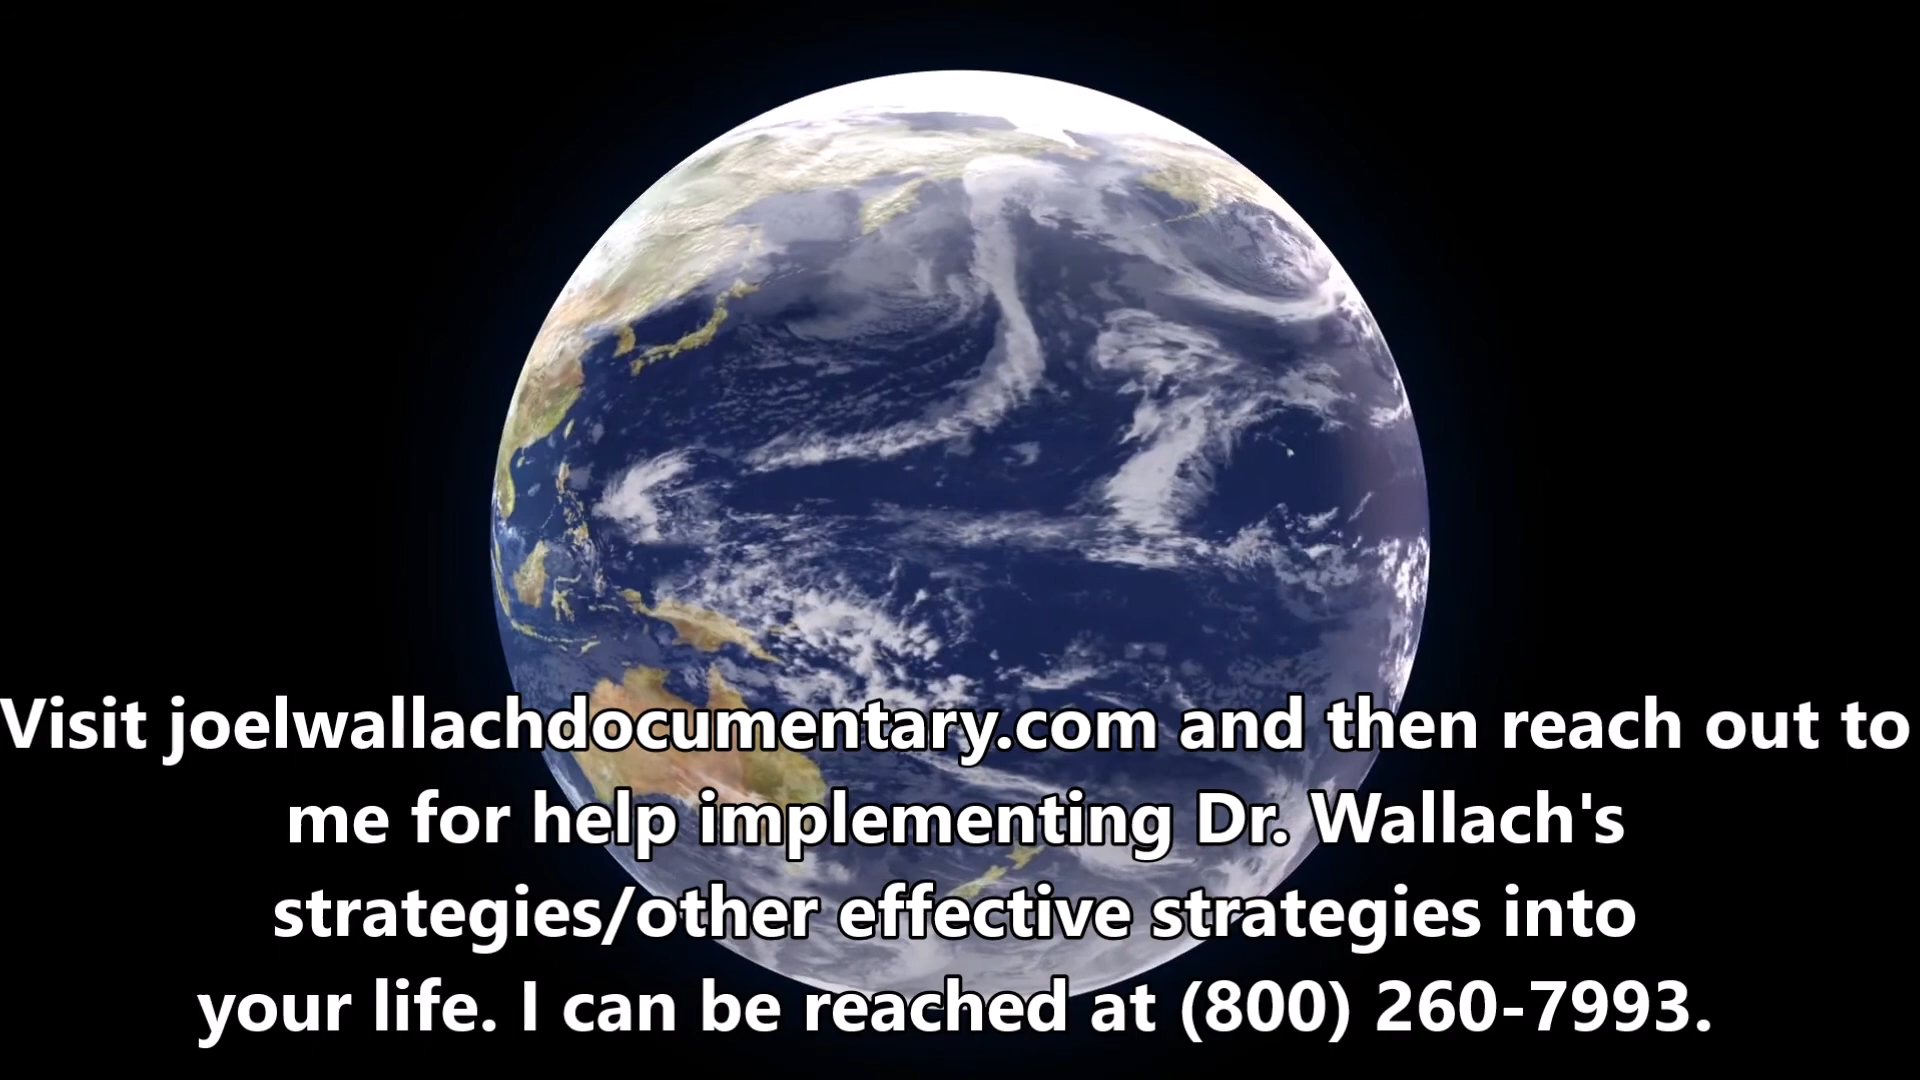 Visit joelwallachdocumentary.com and then reach out to
me for help implementing Dr. Wallach's
strategies/other effective strategies into
your life. I can be reached at (800) 260-7993.